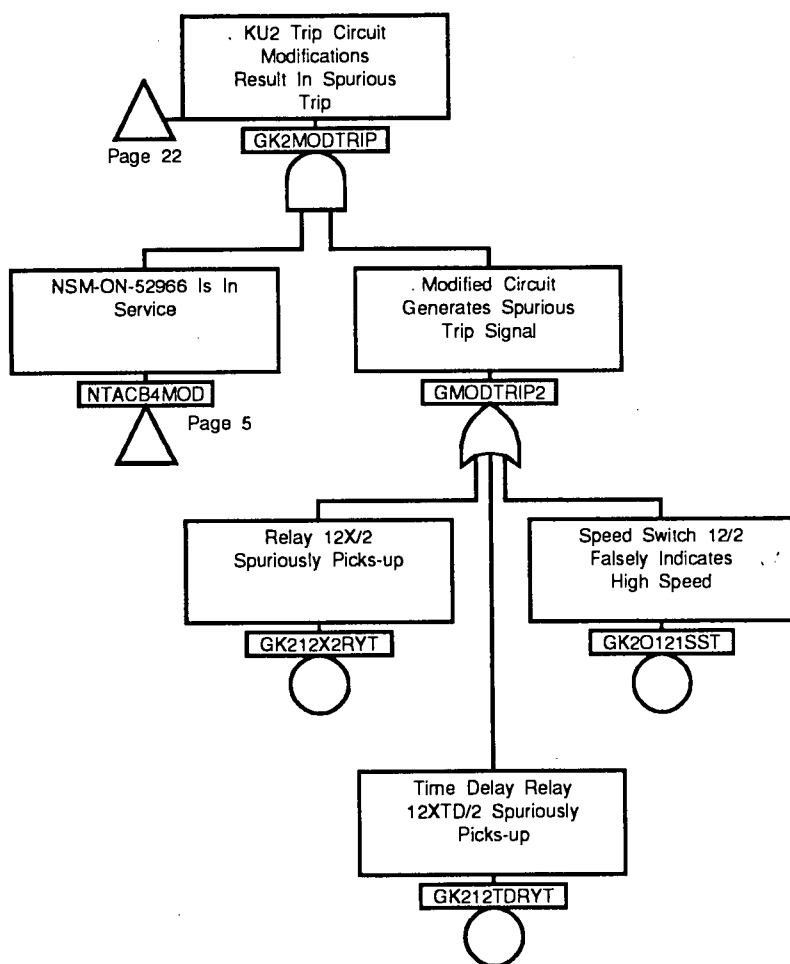 KU2 Trip Circuit
Modifications
Result In Spurious
Trip
Page 22
GK2MODTRIP
NSM-ON-52966 Is In
Service
Modified Circuit
Generates Spurious
Trip Signal
NTACB4MOD
GMODTRIP2
Page 5
Relay 12X/2
Spuriously Picks-up
Speed Switch 12/2
Falsely Indicates
High Speed
GK212X2RYT
GK2O121SST
Time Delay Relay
12XTD/2 Spuriously
Picks-up
GK212TDRYT